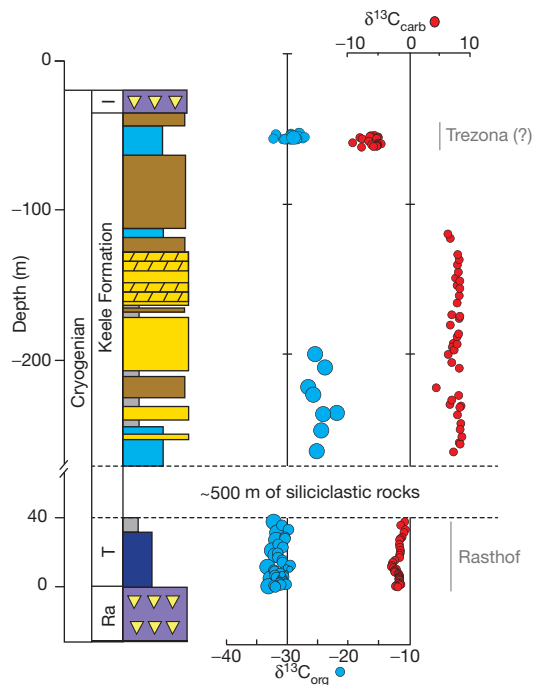 δ13Ccarb
−10 0 10
0
−100
−200
40
0
Depth (m)
Cryogenian
I
Keele Formation
T
Ra
Trezona (?)
~500 m of siliciclastic rocks
Rasthof
−40 −30 −20 −10
δ13Corg